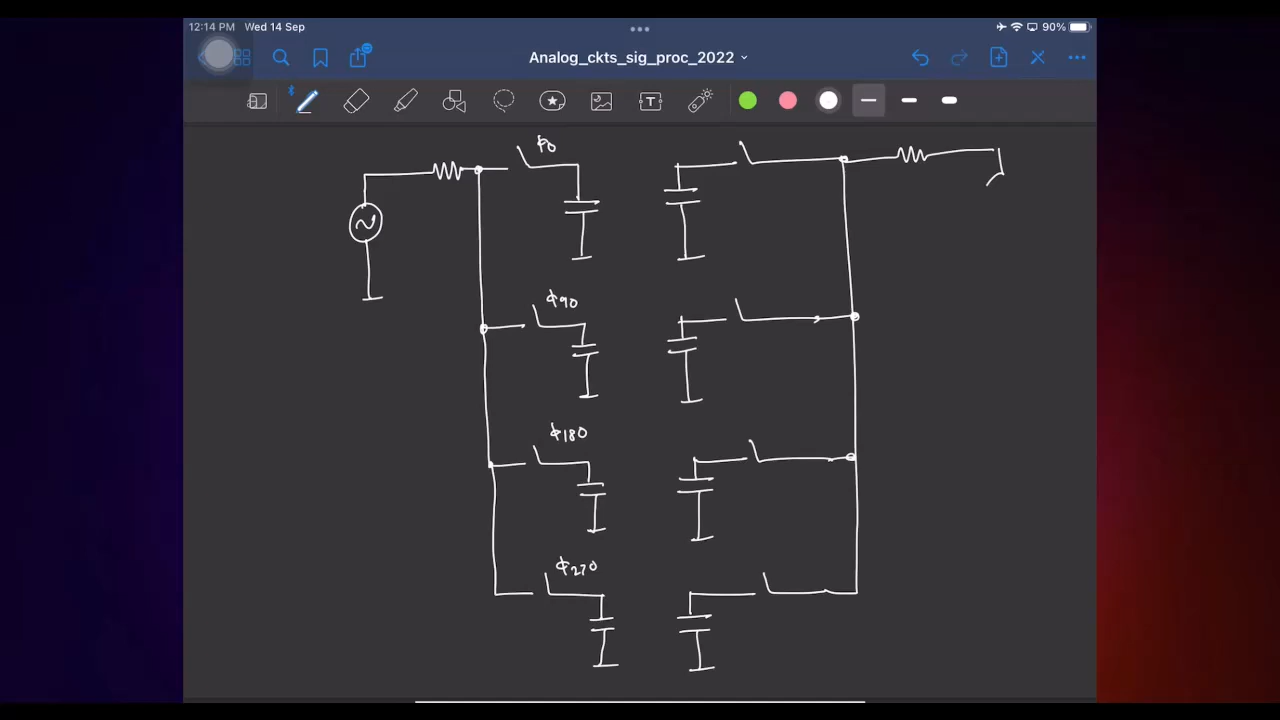 12:14 PM Wed 14 Sep
90%
Analog_ckts_sig_proc_2022
T
ϕ0
ϕ90
ϕ180
ϕ270